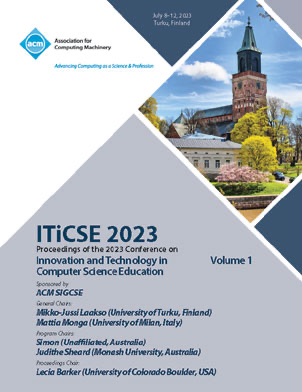 July 8-12, 2023
Turku, Finland
acm
Association for
Computing Machinery
Advancing Computing as a Science & Profession
ITiCSE 2023
Proceedings of the 2023 Conference on
Innovation and Technology in
Computer Science Education
Volume 1
Sponsored by
ACM SIGCSE
General Chairs:
Mikko-Jussi Laakso (University of Turku, Finland)
Mattia Monga (University of Milan, Italy)
Program Chairs:
Simon (Unaffiliated, Australia)
Judithe Sheard (Monash University, Australia)
Proceedings Chair:
Lecia Barker (University of Colorado Boulder, USA)